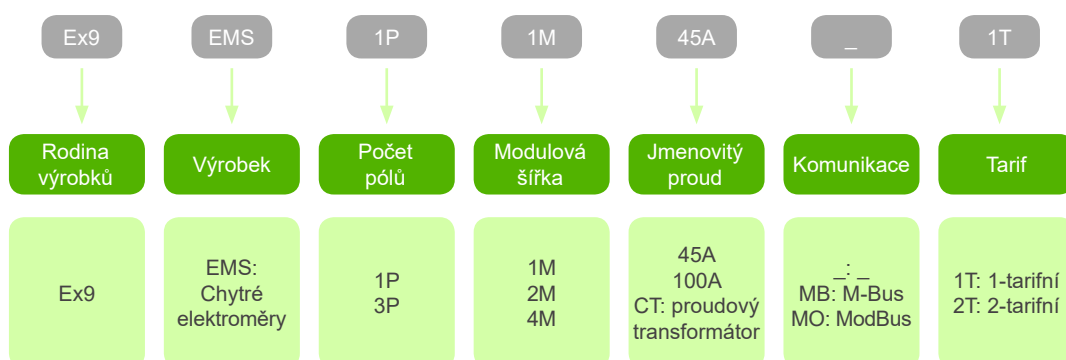 Ex9 EMS 1P 1M 45A _ 1T
Rodina
výrobků
Výrobek
Počet
pólů
Modulová
šířka
Jmenovitý
proud
Komunikace
Tarif
Ex9
EMS:
Chytré
elektroměry
1P
3P
1M
2M
4M
45A
100A
CT: proudový
transformátor
_: _
MB: M-Bus
MO: ModBus
1T: 1-tarifní
2T: 2-tarifní